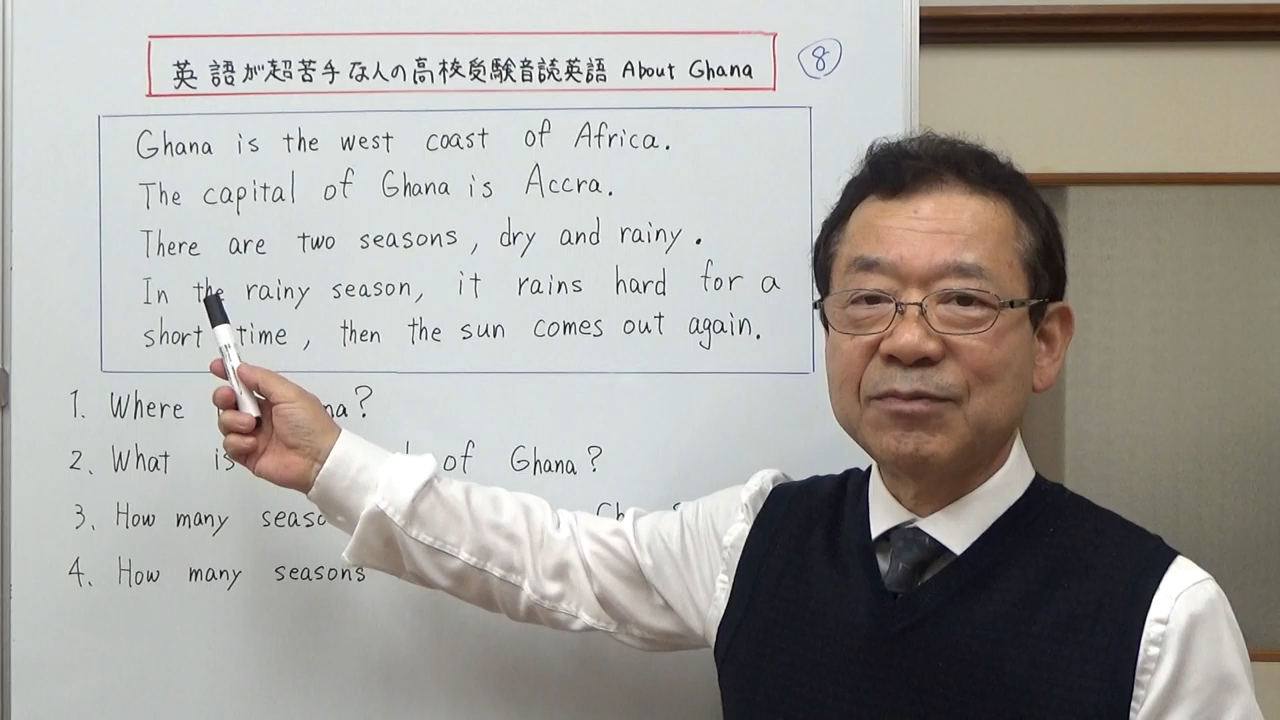 英語が超苦手な人の高校受験音読英語 About Ghana
8
Ghana is the west coast of Africa.
The capital of Ghana is Accra.
There are two seasons, dry and rainy.
In the rainy season, it rains hard for a
short time, then the sun comes out again.
1. Where ?
2. What is of Ghana?
3. How many
4. How many seasons